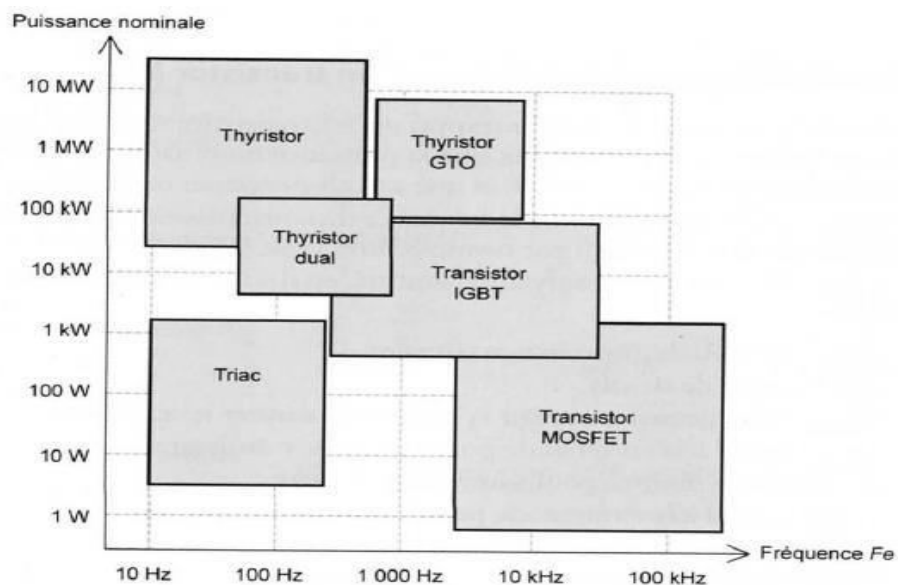 Puissance nominale
10 MW
1 MW
100 kW
10 kW
1 kW
100 W
10 W
1 W
Thyristor
Thyristor
GTO
Thyristor
dual
Transistor
IGBT
Triac
Transistor
MOSFET
10 Hz
100 Hz
1 000 Hz
10 kHz
100 kHz
Fréquence Fe